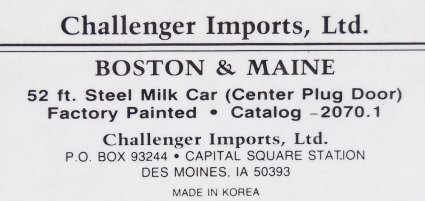 Challenger Imports, Ltd.
BOSTON & MAINE
52 ft. Steel Milk Car (Center Plug Door)
Factory Painted • Catalog -2070.1
Challenger Imports, Ltd.
P.O. BOX 93244 • CAPITAL SQUARE STATION
DES MOINES, IA 50393
MADE IN KOREA